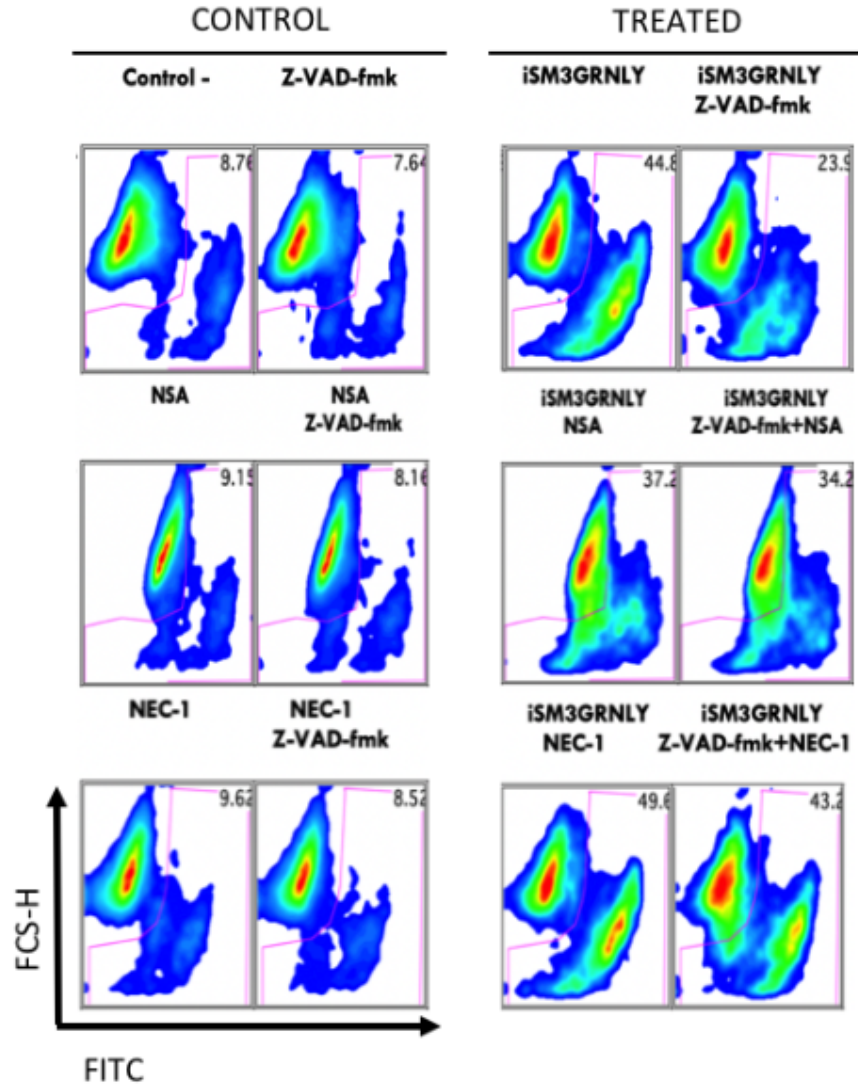 CONTROL
TREATED
Control -
Z-VAD-fmk
iSM3GRNLY
iSM3GRNLY
Z-VAD-fmk
8.76
7.64
44.8
23.9
NSA
NSA
Z-VAD-fmk
iSM3GRNLY
NSA
iSM3GRNLY
Z-VAD-fmk+NSA
9.15
8.16
37.2
34.2
NEC-1
NEC-1
Z-VAD-fmk
iSM3GRNLY
NEC-1
iSM3GRNLY
Z-VAD-fmk+NEC-1
9.62
8.52
49.6
43.2
FCS-H
FITC